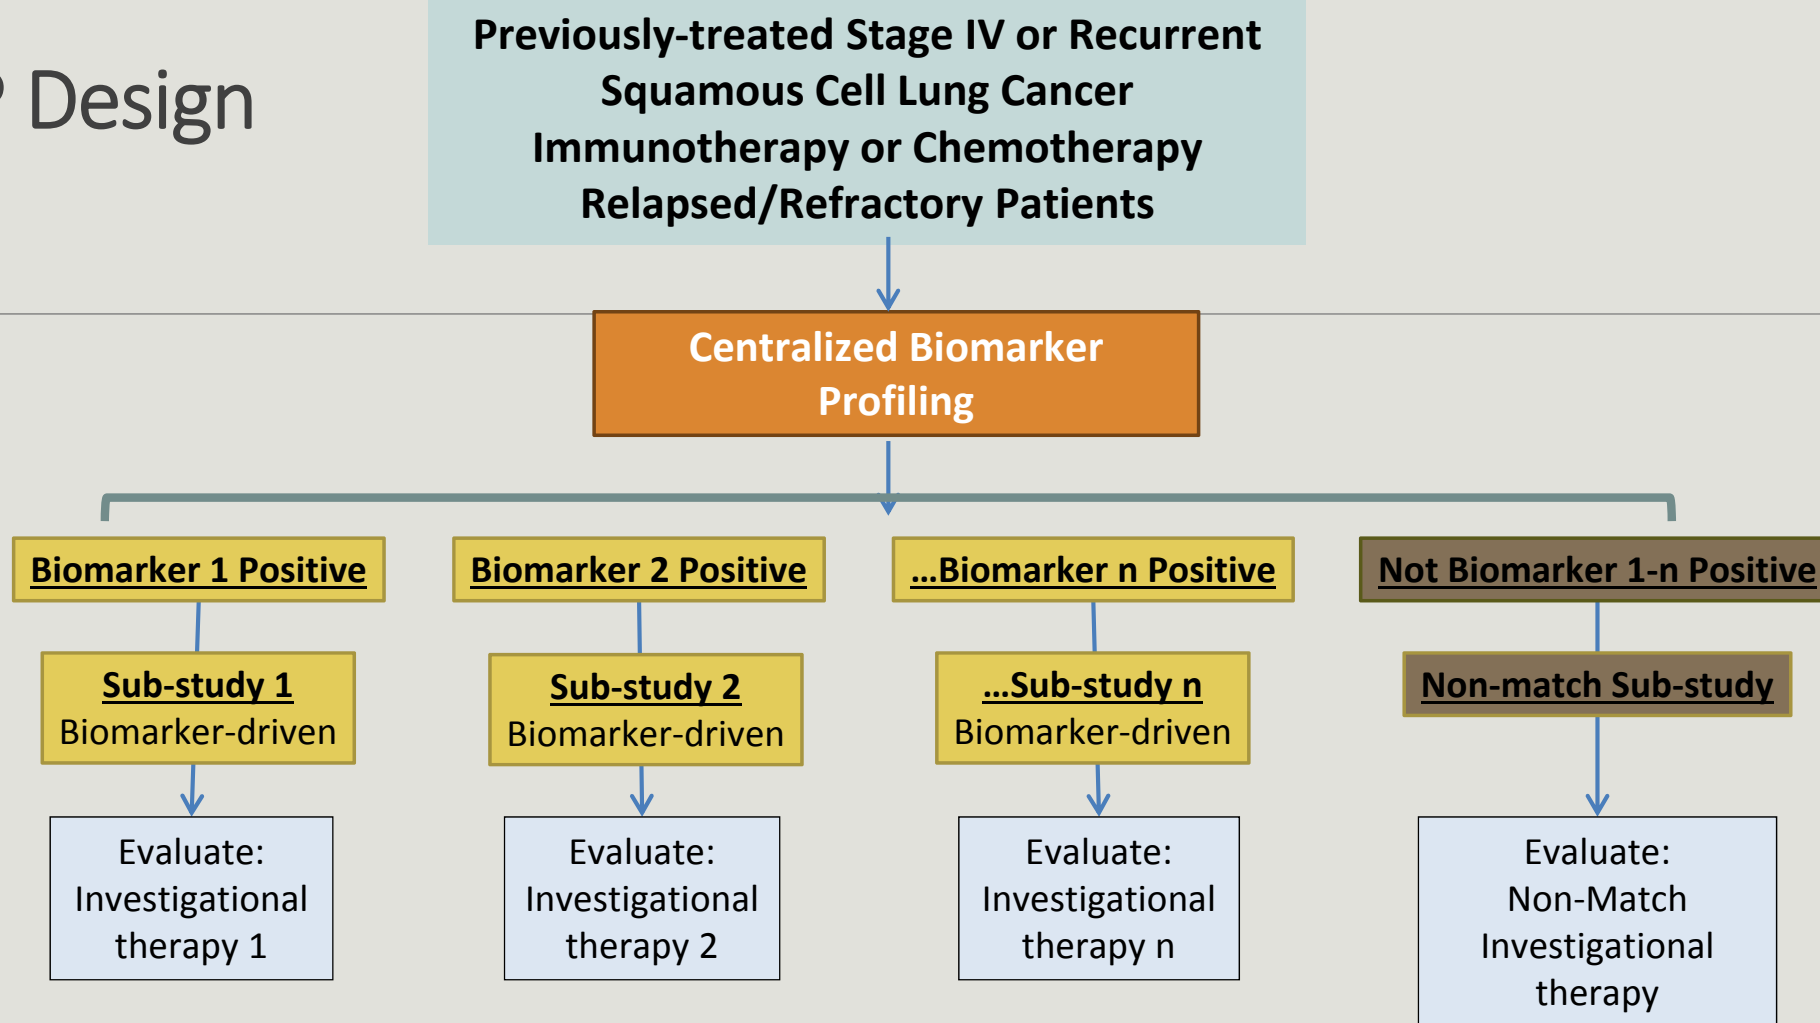 Design
Previously-treated Stage IV or Recurrent
Squamous Cell Lung Cancer
Immunotherapy or Chemotherapy
Relapsed/Refractory Patients
Centralized Biomarker
Profiling
Biomarker 1 Positive
Biomarker 2 Positive
...Biomarker n Positive
Not Biomarker 1-n Positive
Sub-study 1
Biomarker-driven
Sub-study 2
Biomarker-driven
...Sub-study n
Biomarker-driven
Non-match Sub-study
Evaluate:
Investigational
therapy 1
Evaluate:
Investigational
therapy 2
Evaluate:
Investigational
therapy n
Evaluate:
Non-Match
Investigational
therapy